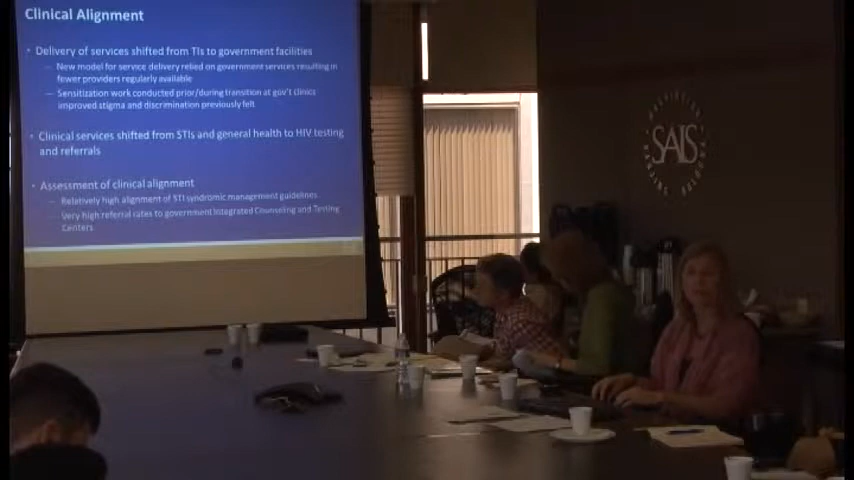 Clinical Alignment
• Delivery of services shifted from TIs to government facilities
— New model for service delivery relied on government services resulting in
fewer providers regularly available
— Sensitization work conducted prior/during transition at gov't clinics
improved stigma and discrimination previously felt
• Clinical services shifted from STIs and general health to HIV testing
and referrals
• Assessment of clinical alignment
— Relatively high alignment of STI syndromic management guidelines
— Very high referral rates to government Integrated Counseling and Testing
Centers
WASHINGTON
SAIS
NANJING
BOLOGNA